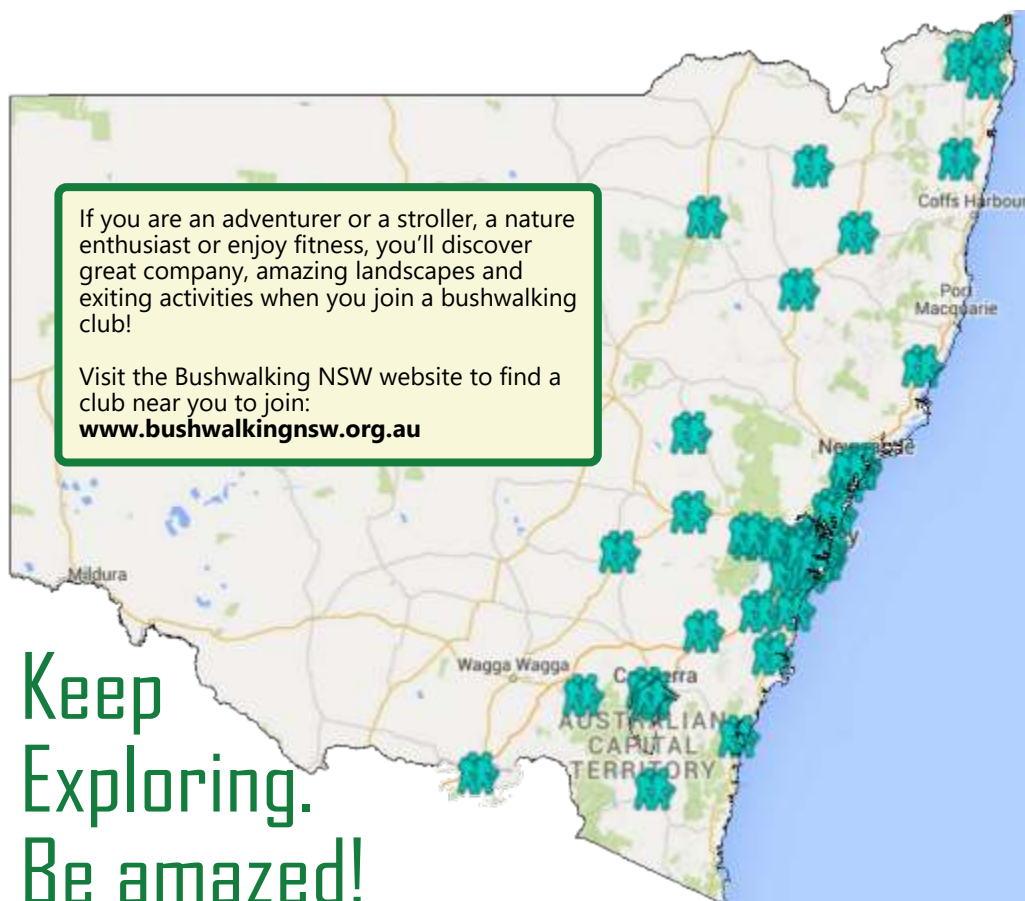 If you are an adventurer or a stroller, a nature
enthusiast or enjoy fitness, you'll discover
great company, amazing landscapes and
exiting activities when you join a bushwalking
club!
Visit the Bushwalking NSW website to find a
club near you to join:
www.bushwalkingnsw.org.au
Coffs Harbour
Port
Macquarie
Mildura
Wagga Wagga
AUSTRALIAN
CAPITAL
TERRITORY
Keep
Exploring.
Be amazed!